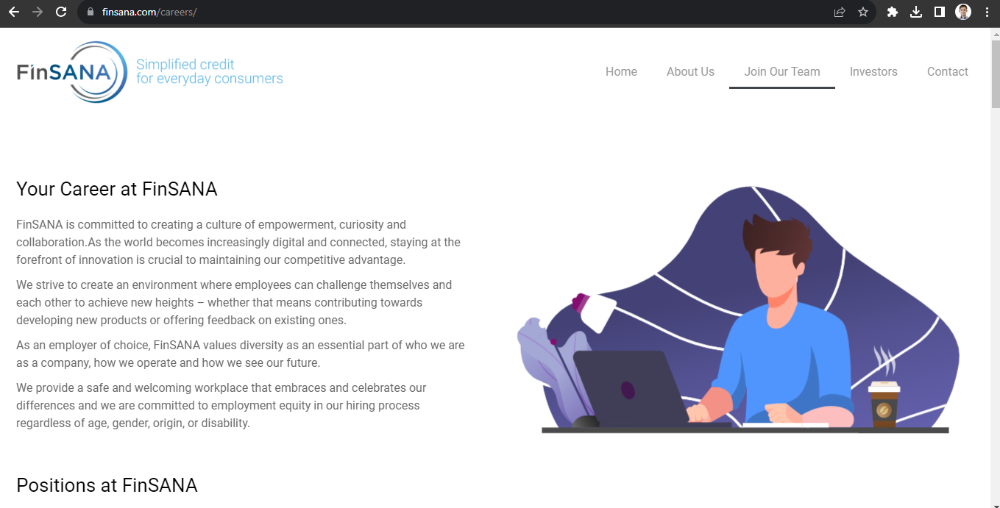 finsana.com/careers/
FinSANA
Simplified credit
for everyday consumers
Home About Us Join Our Team Investors Contact
Your Career at FinSANA
FinSANA is committed to creating a culture of empowerment, curiosity and
collaboration.As the world becomes increasingly digital and connected, staying at the
forefront of innovation is crucial to maintaining our competitive advantage.
We strive to create an environment where employees can challenge themselves and
each other to achieve new heights – whether that means contributing towards
developing new products or offering feedback on existing ones.
As an employer of choice, FinSANA values diversity as an essential part of who we are
as a company, how we operate and how we see our future.
We provide a safe and welcoming workplace that embraces and celebrates our
differences and we are committed to employment equity in our hiring process
regardless of age, gender, origin, or disability.
Positions at FinSANA